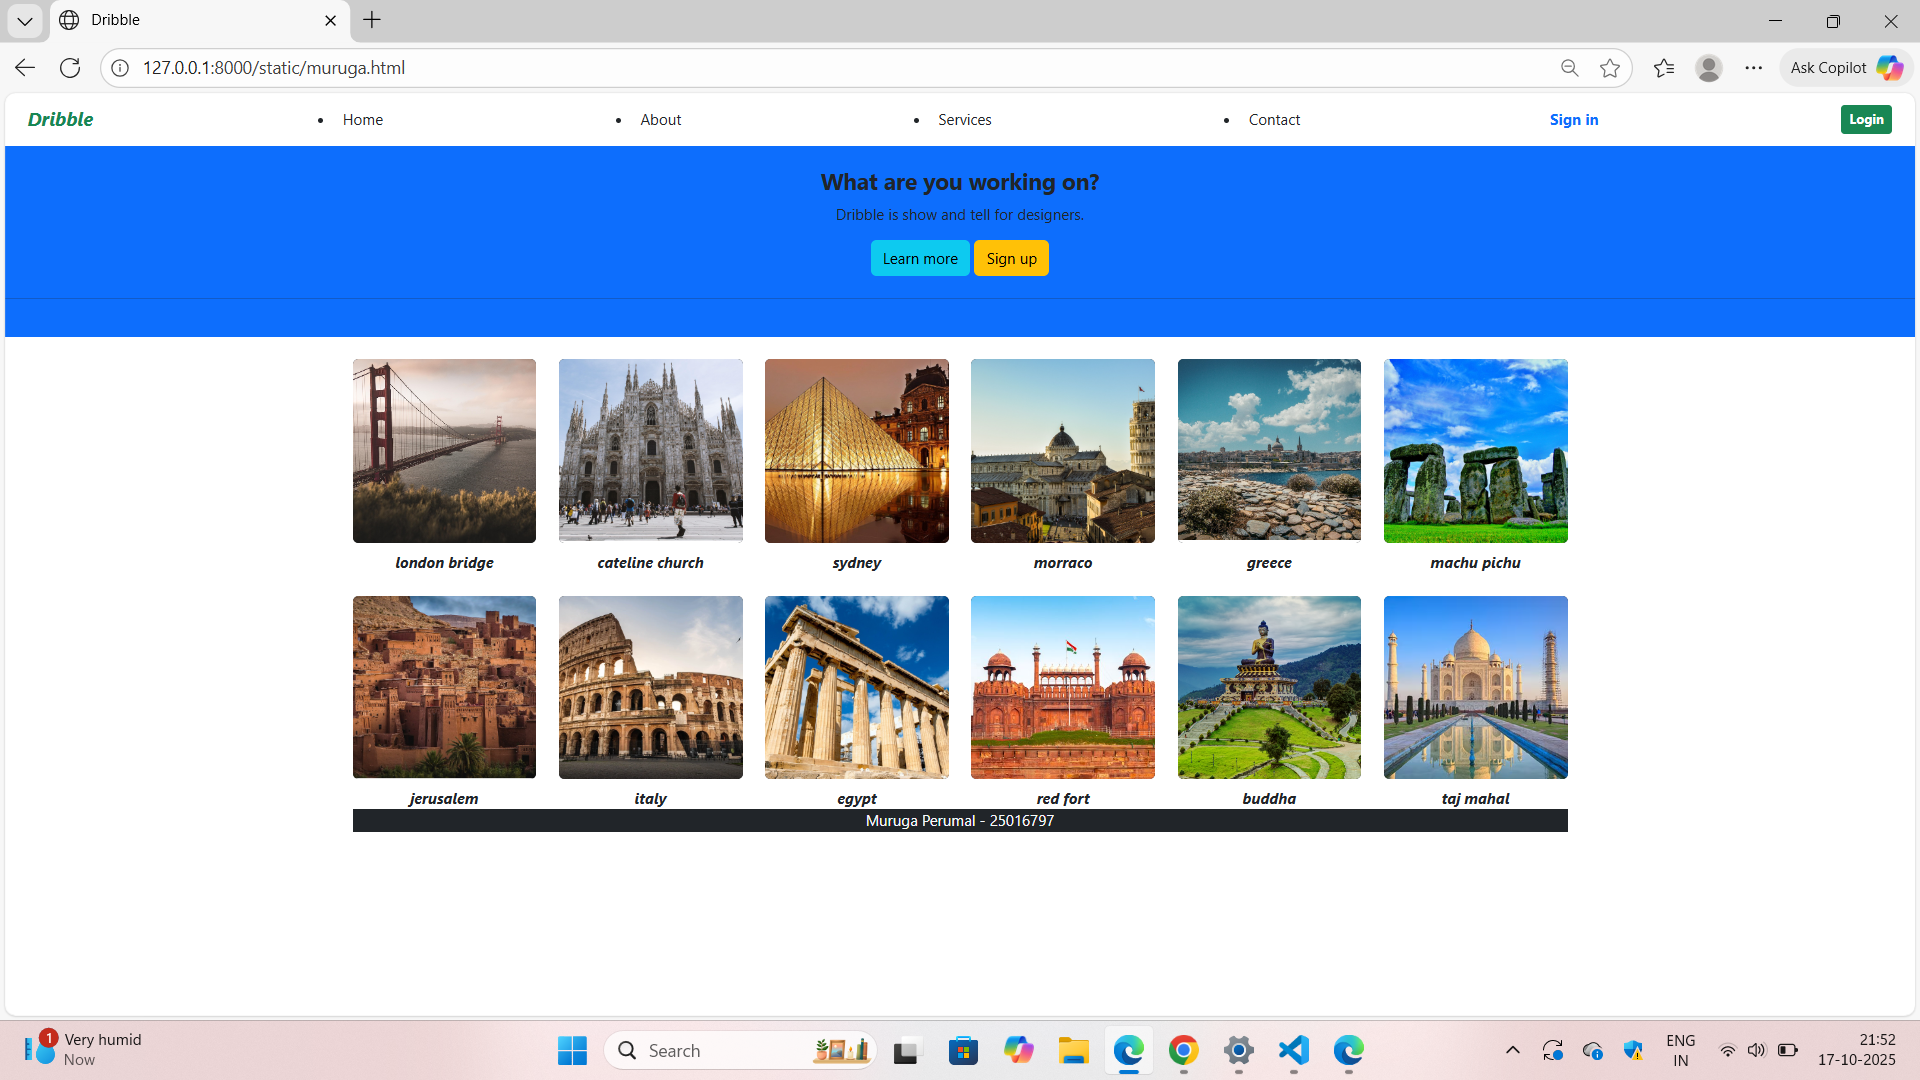 Dribble
127.0.0.1:8000/static/muruga.html
Ask Copilot
Dribble
Home
About
Services
Contact
Sign in
Login
What are you working on?
Dribble is show and tell for designers.
Learn more
Sign up
london bridge
cateline church
sydney
morraco
greece
machu pichu
jerusalem
italy
egypt
red fort
buddha
taj mahal
Muruga Perumal - 25016797
1
Very humid
Now
Search
ENG
IN
21:52
17-10-2025